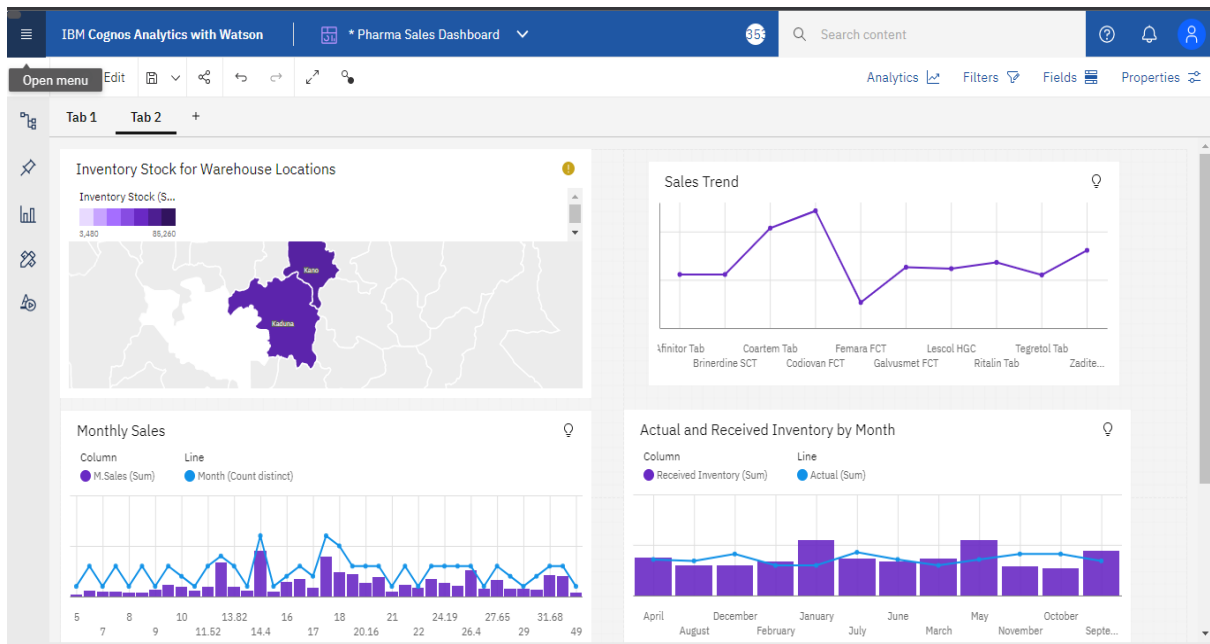 IBM Cognos Analytics with Watson
* Pharma Sales Dashboard
353
Search content
Open menu
Edit
Analytics
Filters
Fields
Properties
Tab 1
Tab 2
+
Inventory Stock for Warehouse Locations
Inventory Stock (S...
3,480 85,260
Kano
Kaduna
Sales Trend
Afinitor Tab Coartem Tab Femara FCT Lescol HGC Tegretol Tab
Brinerdine SCT Codiovan FCT Galvusmet FCT Ritalin Tab Zadite...
Monthly Sales
Column Line
M.Sales (Sum) Month (Count distinct)
5 8 10 13.82 16 18 21 24.19 27.65 31.68
7 9 11.52 14.4 17 20.16 22 26.4 29 49
Actual and Received Inventory by Month
Column Line
Received Inventory (Sum) Actual (Sum)
April December January June May October
August February July March November Septe...